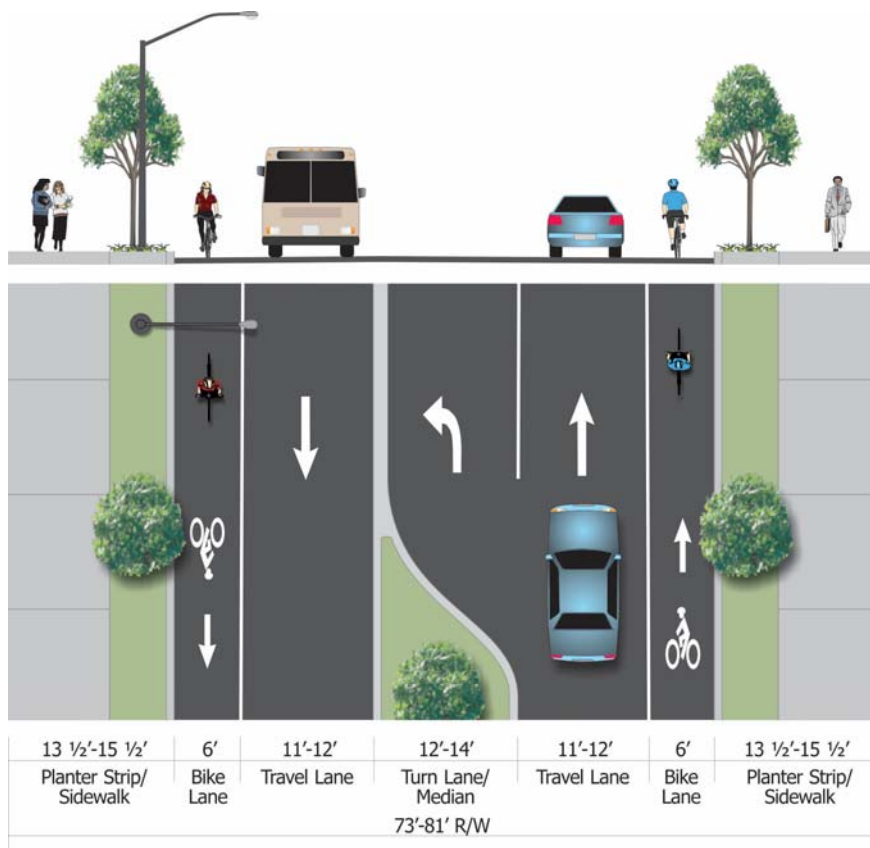 13 ½’-15 ½’ 6’ 11’-12’ 12’-14’ 11’-12’ 6’ 13 ½’-15 ½’
Planter Strip/ Bike Travel Lane Turn Lane/ Travel Lane Bike Planter Strip/
Sidewalk Lane Median Lane Sidewalk
73’-81’ R/W